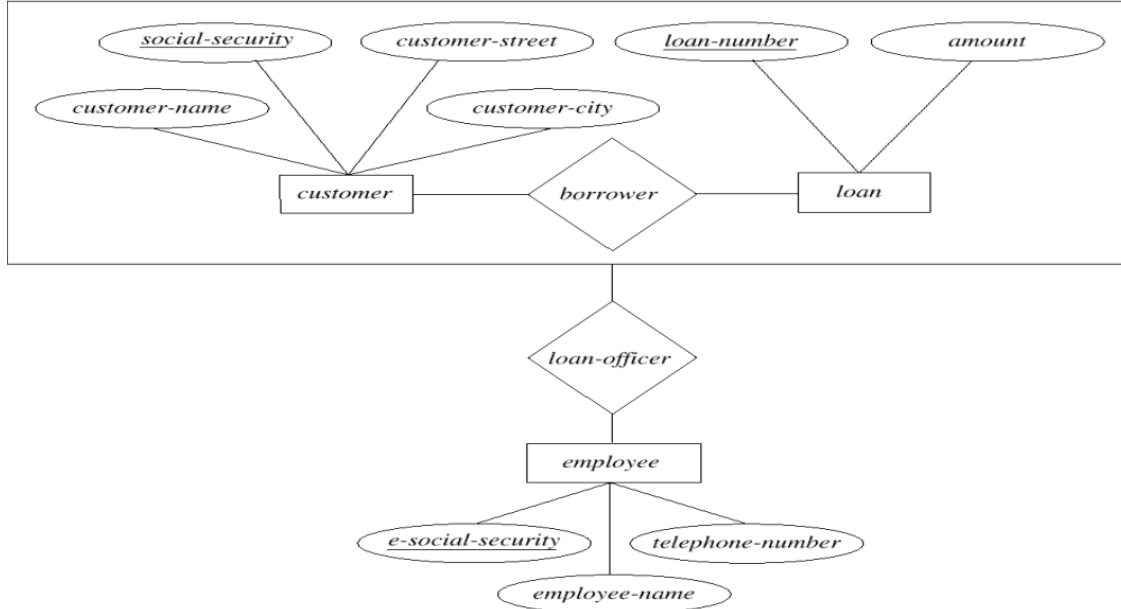 social-security
customer-street
loan-number
amount
customer-name
customer-city
customer
borrower
loan
loan-officer
employee
e-social-security
telephone-number
employee-name